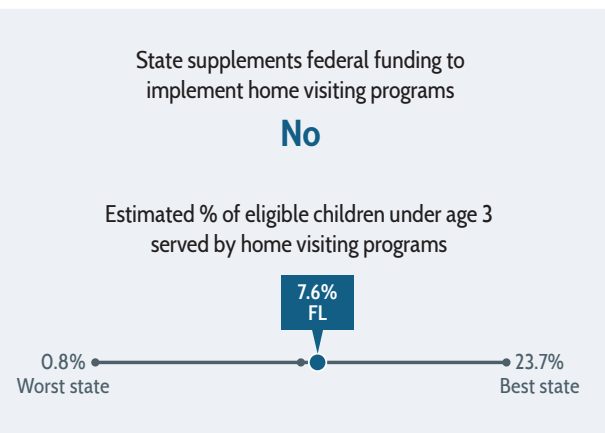 State supplements federal funding to
implement home visiting programs
No
Estimated % of eligible children under age 3
served by home visiting programs
7.6%
FL
0.8%
Worst state
23.7%
Best state